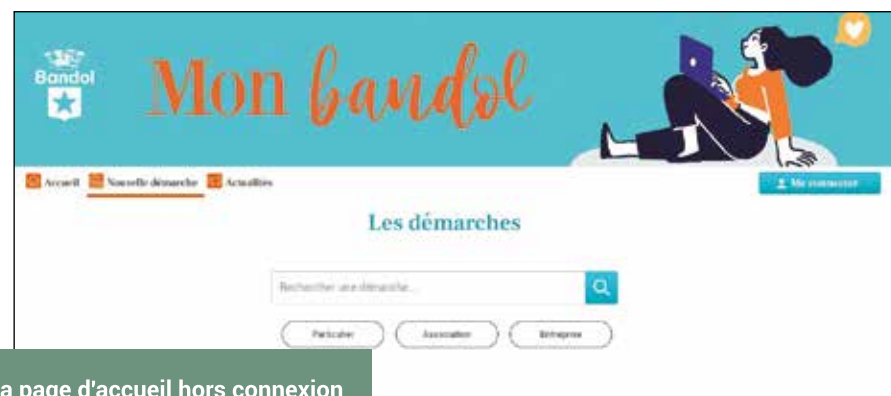 Bandol
Mon bandol
Accueil Nouvelle démarche Actualités
Me connecter
Les démarches
Rechercher une démarche...
Particulier Association Entreprise
a page d'accueil hors connexion